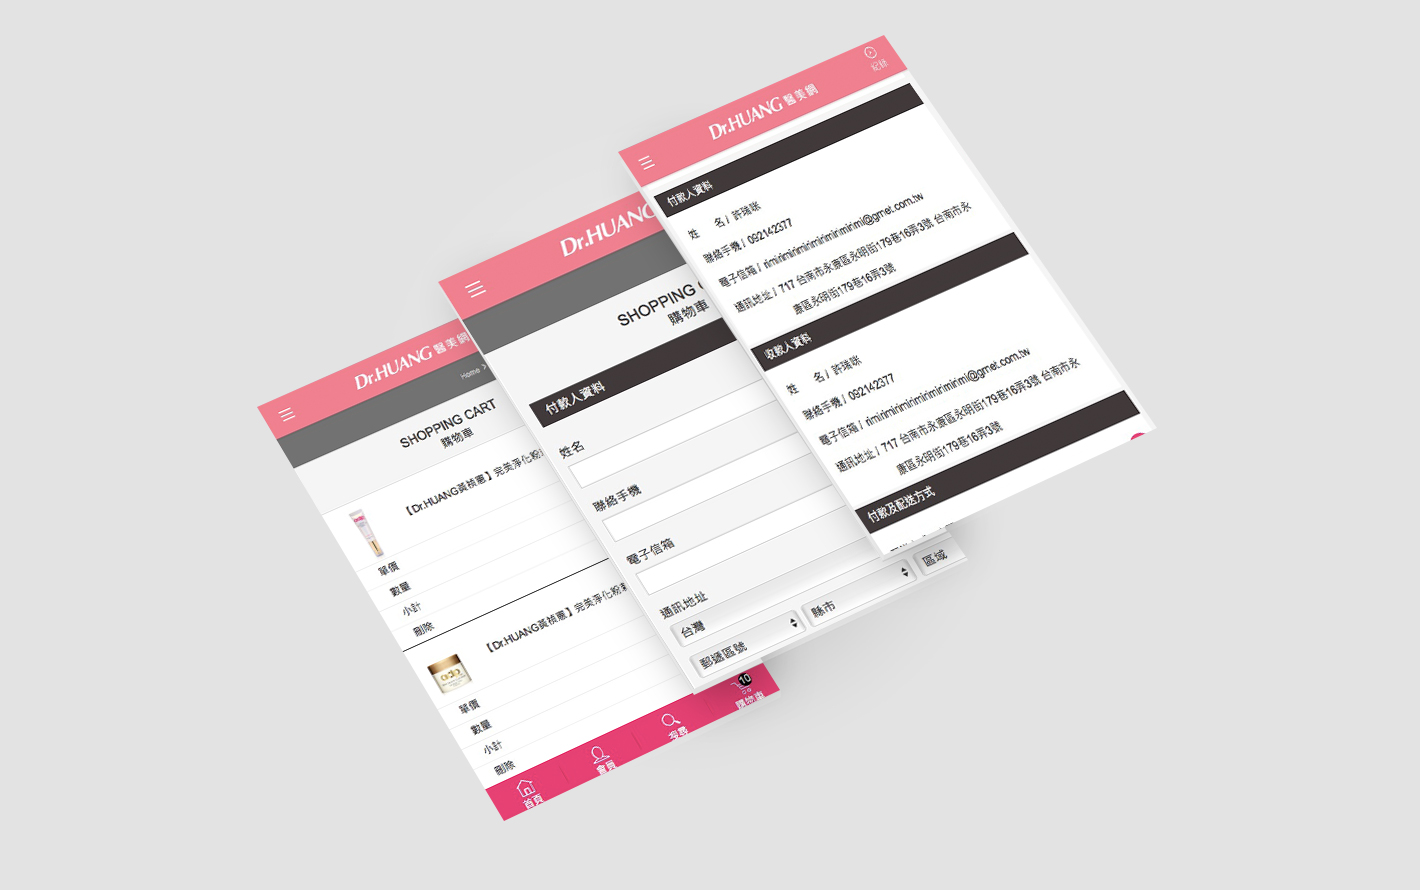 Dr.HUANG 醫美網
Home >
SHOPPING CART
購物車
【Dr.HUANG黃禎憲】完美淨化粉
單價
數量
小計
刪除
【Dr.HUANG黃禎憲】完美淨化粉
單價
數量
小計
刪除
首頁
會員
搜尋
10
購物車
Dr.HUANG
SHOPPING
購物車
付款人資料
姓名
聯絡手機
電子信箱
通訊地址
台灣
郵遞區號
縣市
區域
Dr.HUANG 醫美網
紀錄
付款人資料
姓 名 / 許瑞咪
聯絡手機 / 092142377
電子信箱 / rimirimirimirimirimirimirimi@gmet.com.tw
通訊地址 / 717 台南市永康區永明街179巷16弄3號 台南市永
康區永明街179巷16弄3號
收款人資料
姓 名 / 許瑞咪
聯絡手機 / 092142377
電子信箱 / rimirimirimirimirimirimirimi@gmet.com.tw
通訊地址 / 717 台南市永康區永明街179巷16弄3號 台南市永
康區永明街179巷16弄3號
付款及配送方式